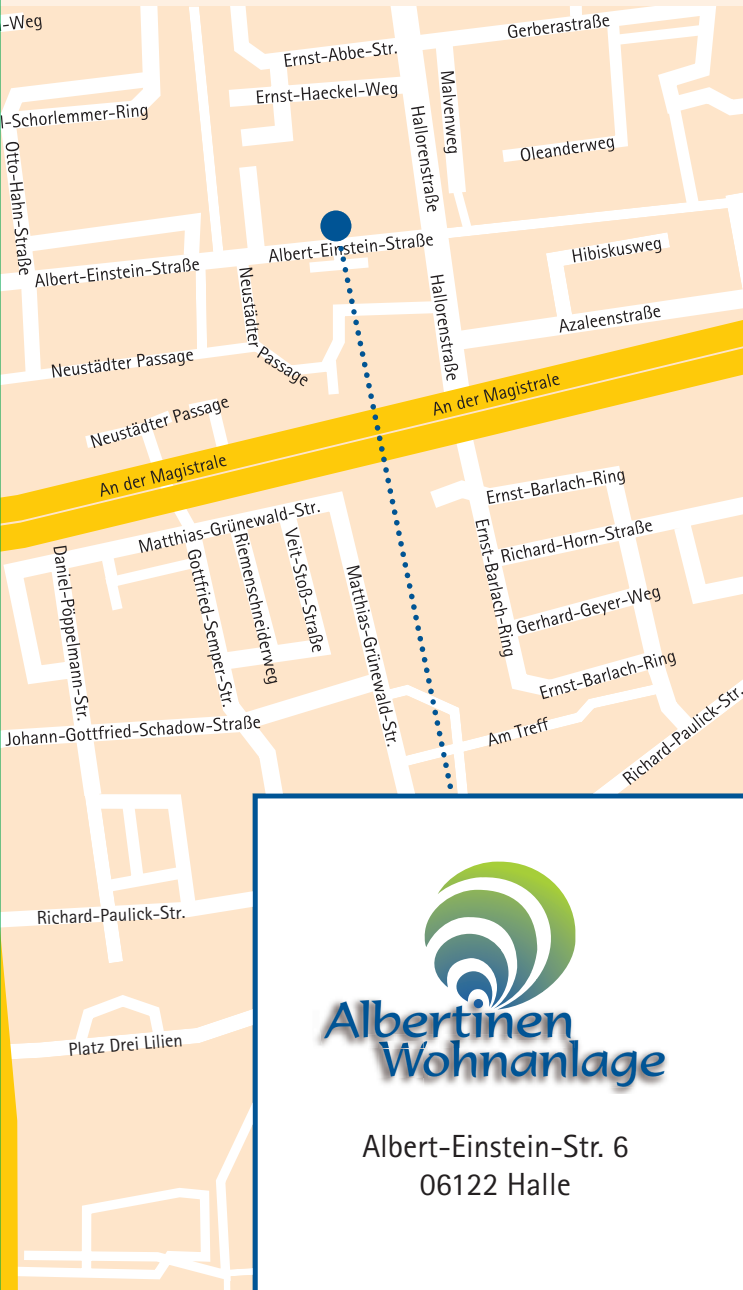 -Weg
Ernst-Abbe-Str.
Gerberastraße
Ernst-Haeckel-Weg
Malvenweg
l-Schorlemmer-Ring
Hallorenstraße
Otto-Hahn-Straße
Oleanderweg
Albert-Einstein-Straße
Hibiskusweg
Albert-Einstein-Straße
Neustädter Passage
Hallorenstraße
Azaleenstraße
Neustädter Passage
An der Magistrale
Neustädter Passage
An der Magistrale
Ernst-Barlach-Ring
Matthias-Grünewald-Str.
Ernst-Barlach-Ring
Richard-Horn-Straße
Daniel-Pöppelmann-Str.
Gottfried-Semper-Str.
Riemenschneiderweg
Veit-Stoß-Straße
Matthias-Grünewald-Str.
Gerhard-Geyer-Weg
Ernst-Barlach-Ring
Johann-Gottfried-Schadow-Straße
Am Treff
Richard-Paulick-Str.
Richard-Paulick-Str.
Platz Drei Lilien
Albertinen
Wohnanlage
Albert-Einstein-Str. 6
06122 Halle